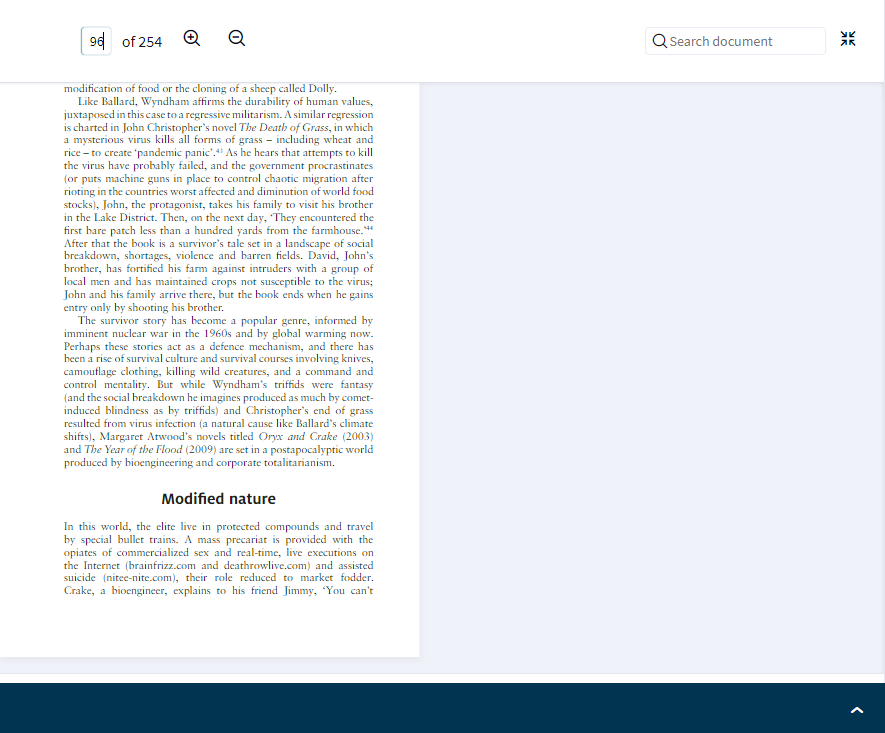 96 of 254
Search document
modification of food or the cloning of a sheep called Dolly.
Like Ballard, Wyndham affirms the durability of human values,
juxtaposed in this case to a regressive militarism. A similar regression
is charted in John Christopher's novel The Death of Grass, in which
a mysterious virus kills all forms of grass – including wheat and
rice – to create 'pandemic panic'.43 As he hears that attempts to kill
the virus have probably failed, and the government procrastinates
(or puts machine guns in place to control chaotic migration after
rioting in the countries worst affected and diminution of world food
stocks), John, the protagonist, takes his family to visit his brother
in the Lake District. Then, on the next day, 'They encountered the
first bare patch less than a hundred yards from the farmhouse.'44
After that the book is a survivor's tale set in a landscape of social
breakdown, shortages, violence and barren fields. David, John's
brother, has fortified his farm against intruders with a group of
local men and has maintained crops not susceptible to the virus;
John and his family arrive there, but the book ends when he gains
entry only by shooting his brother.
The survivor story has become a popular genre, informed by
imminent nuclear war in the 1960s and by global warming now.
Perhaps these stories act as a defence mechanism, and there has
been a rise of survival culture and survival courses involving knives,
camouflage clothing, killing wild creatures, and a command and
control mentality. But while Wyndham's triffids were fantasy
(and the social breakdown he imagines produced as much by comet-
induced blindness as by triffids) and Christopher's end of grass
resulted from virus infection (a natural cause like Ballard's climate
shifts), Margaret Atwood's novels titled Oryx and Crake (2003)
and The Year of the Flood (2009) are set in a postapocalyptic world
produced by bioengineering and corporate totalitarianism.
Modified nature
In this world, the elite live in protected compounds and travel
by special bullet trains. A mass precariat is provided with the
opiates of commercialized sex and real-time, live executions on
the Internet (brainfrizz.com and deathrowlive.com) and assisted
suicide (nitee-nite.com), their role reduced to market fodder.
Crake, a bioengineer, explains to his friend Jimmy, 'You can't